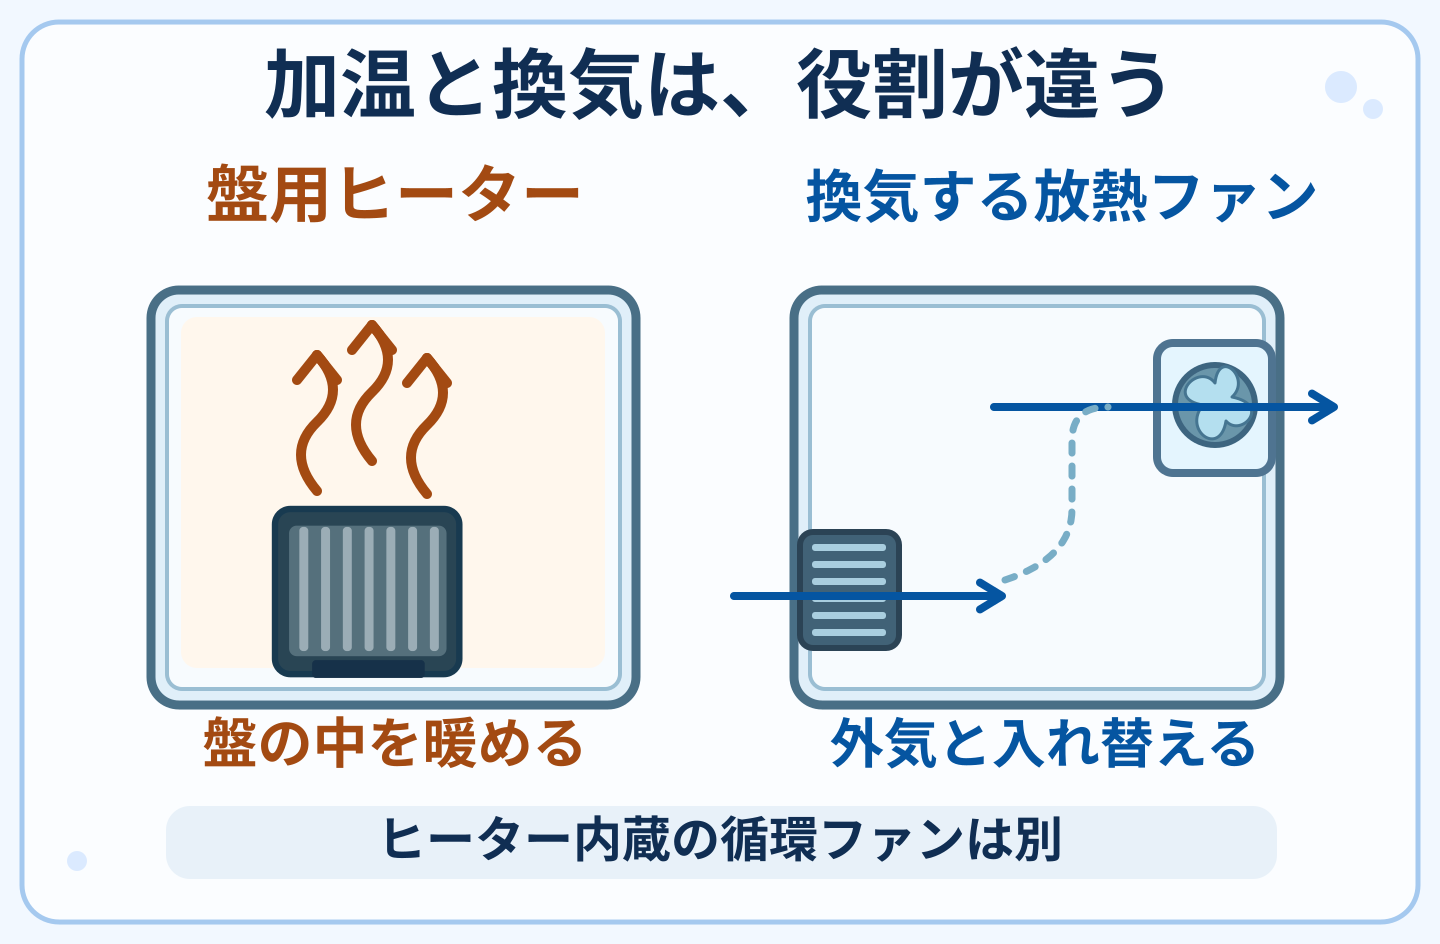 加温と換気は、役割が違う
盤用ヒーター
換気する放熱ファン
盤の中を暖める
外気と入れ替える
ヒーター内蔵の循環ファンは別